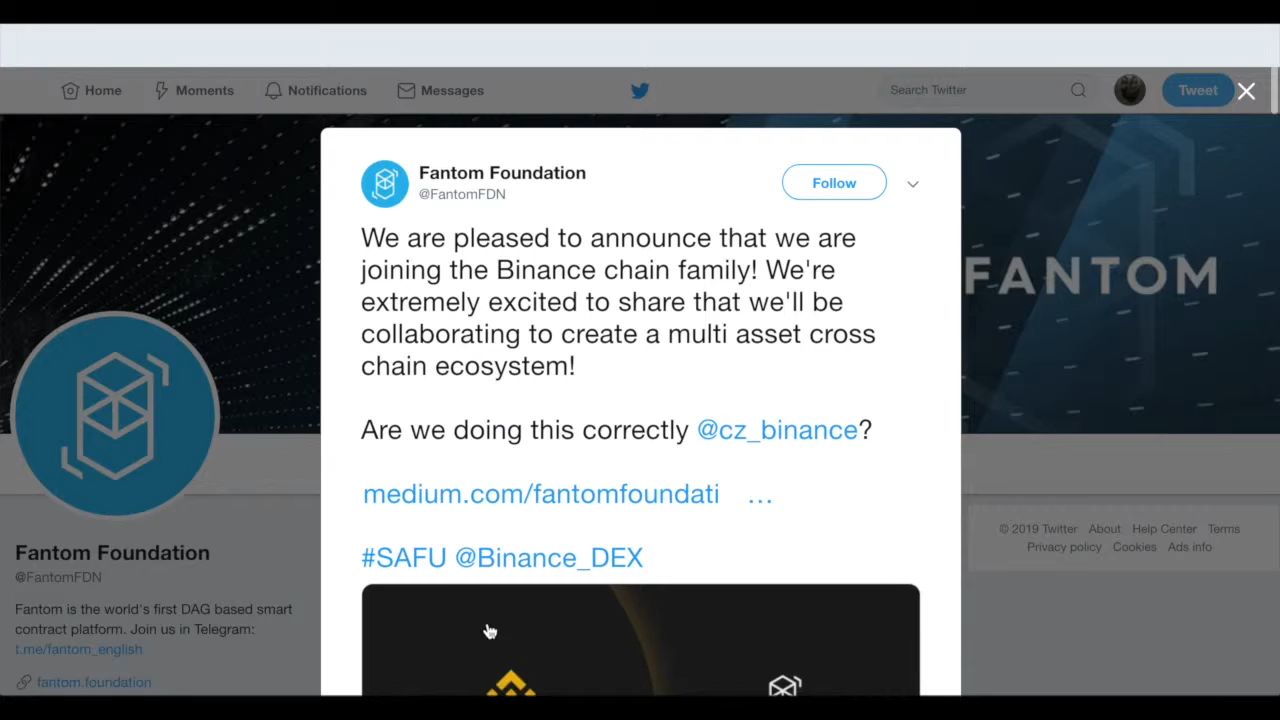 Home Moments Notifications Messages Search Twitter Tweet
FANTOM
Fantom Foundation
@FantomFDN
Follow
We are pleased to announce that we are
joining the Binance chain family! We're
extremely excited to share that we'll be
collaborating to create a multi asset cross
chain ecosystem!
Are we doing this correctly @cz_binance?
medium.com/fantomfoundati …
#SAFU @Binance_DEX
Fantom Foundation
@FantomFDN
Fantom is the world's first DAG based smart
contract platform. Join us in Telegram:
t.me/fantom_english
fantom.foundation
© 2019 Twitter About Help Center Terms
Privacy policy Cookies Ads info